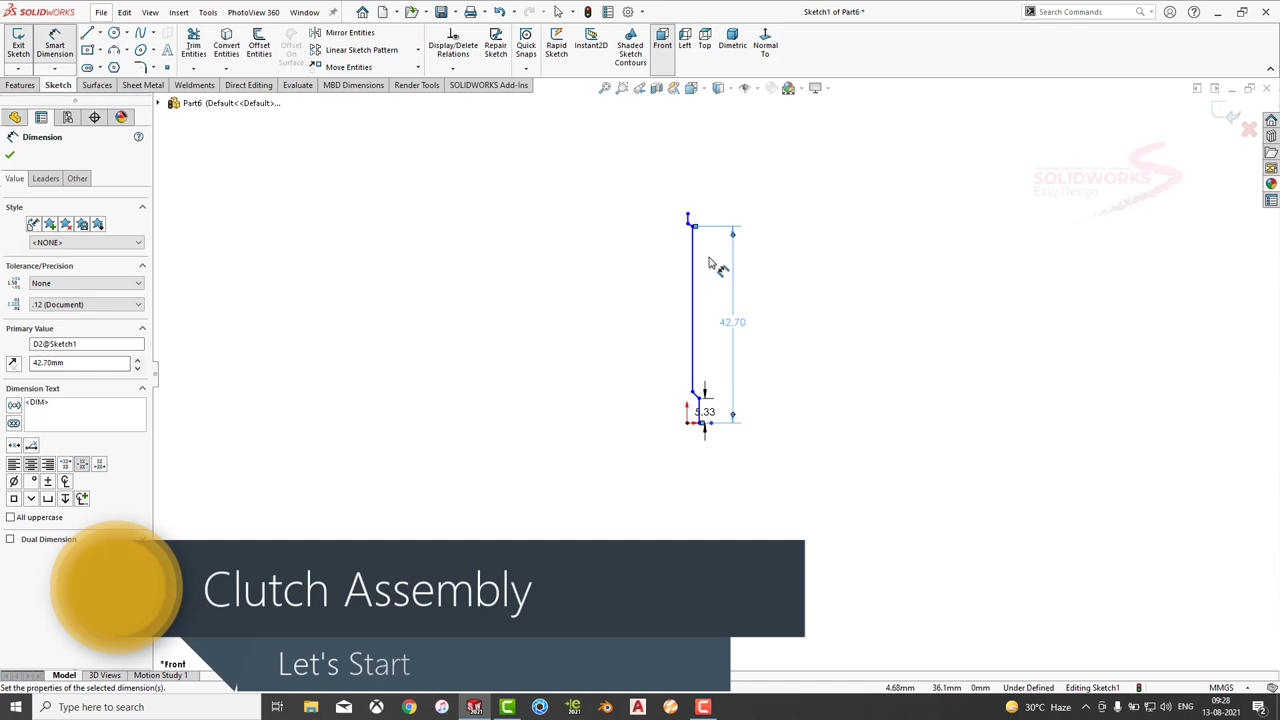 SOLIDWORKS
File
Edit
View
Insert
Tools
PhotoView 360
Window
Sketch1 of Part6 *
Search Commands
Exit Sketch
Smart Dimension
Trim Entities
Convert Entities
Offset Entities
Offset On Surface
Mirror Entities
Linear Sketch Pattern
Move Entities
Display/Delete Relations
Repair Sketch
Quick Snaps
Rapid Sketch
Instant2D
Shaded Sketch Contours
Front
Left
Top
Dimetric
Normal To
Features
Sketch
Surfaces
Sheet Metal
Weldments
Direct Editing
Evaluate
MBD Dimensions
Render Tools
SOLIDWORKS Add-Ins
Part6 (Default<<Default>...
Dimension
Value
Leaders
Other
Style
<NONE>
Tolerance/Precision
None
.12 (Document)
Primary Value
D2@Sketch1
42.70mm
Dimension Text
<DIM>
All uppercase
Dual Dimension
SOLIDWORKS
Easy Design
42.70
5.33
Clutch Assembly
Let's Start
*Front
Model
3D Views
Motion Study 1
Set the properties of the selected dimension(s).
4.68mm
36.1mm
0mm
Under Defined
Editing Sketch1
MMGS
Type here to search
30°C Haze
ENG
09:28
13-08-2021